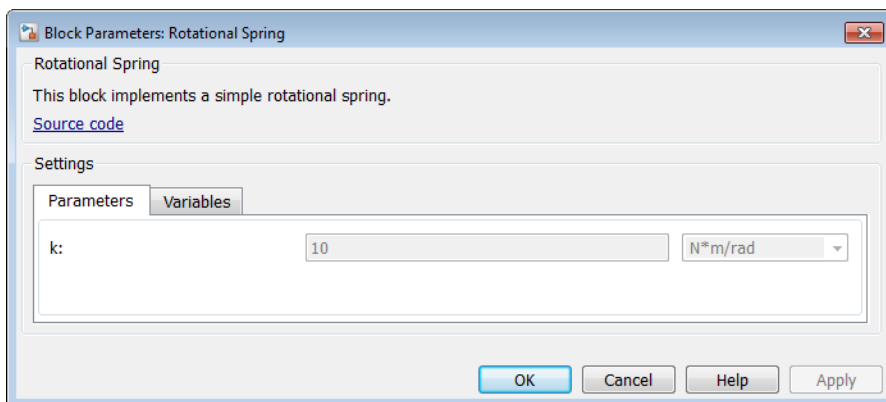 Block Parameters: Rotational Spring
Rotational Spring
This block implements a simple rotational spring.
Source code
Settings
Parameters Variables
k: 10 N*m/rad
OK Cancel Help Apply